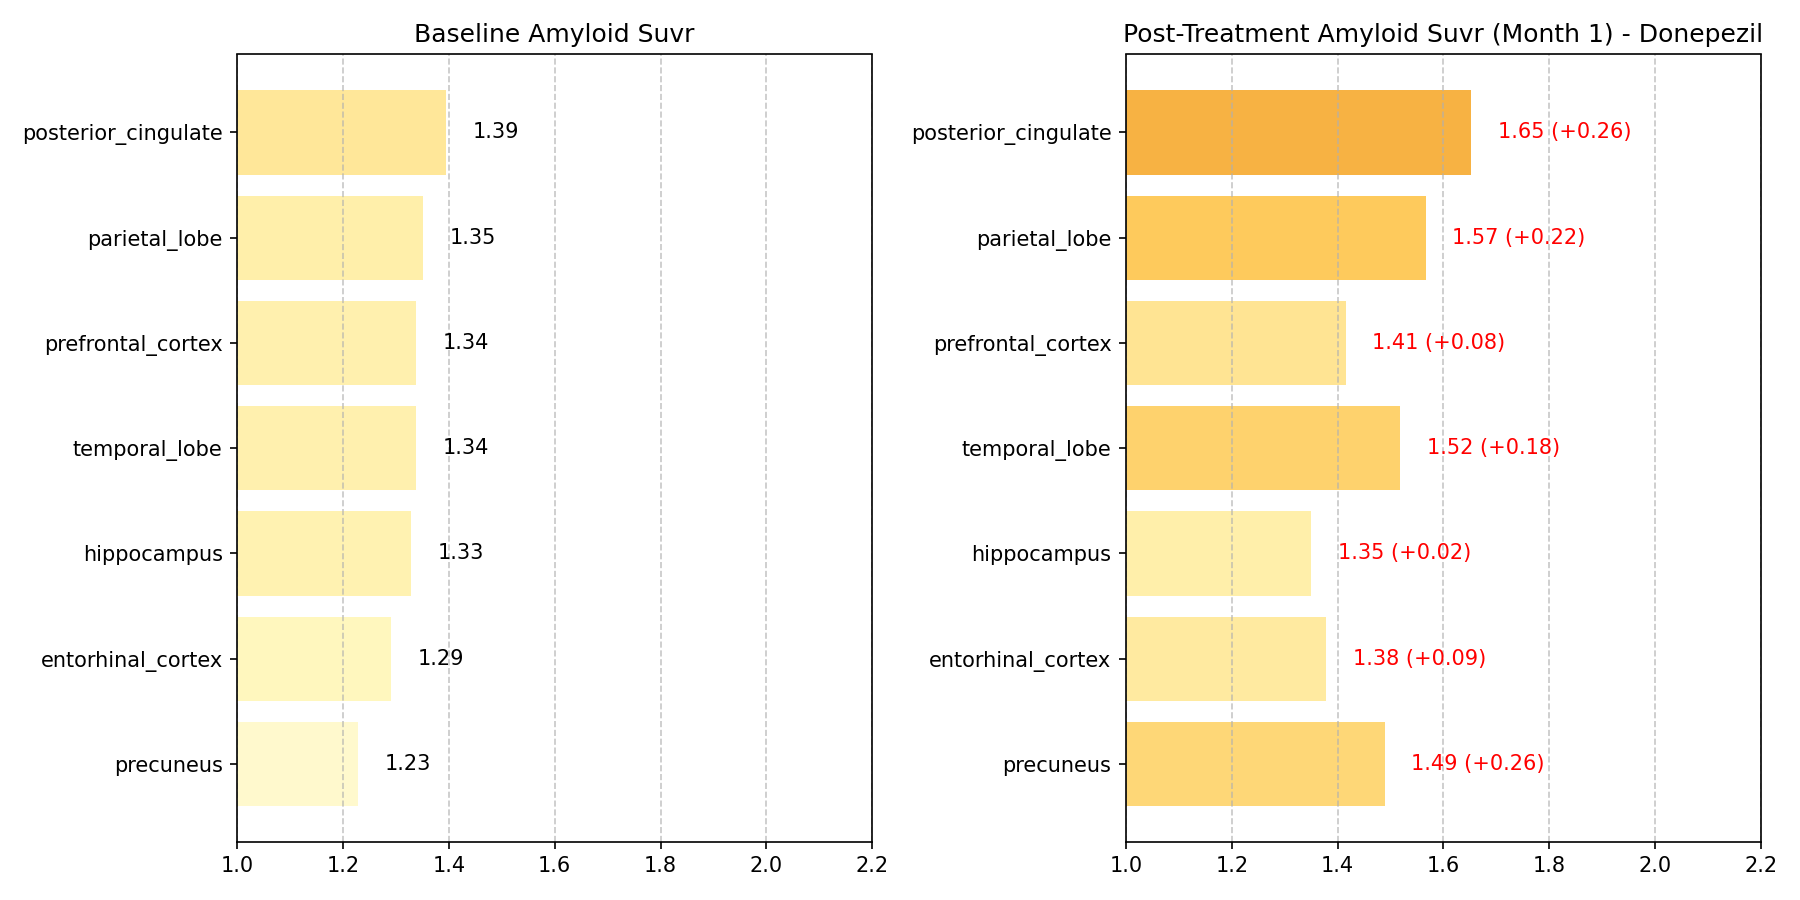 Baseline Amyloid Suvr
posterior_cingulate
1.39
parietal_lobe
1.35
prefrontal_cortex
1.34
temporal_lobe
1.34
hippocampus
1.33
entorhinal_cortex
1.29
precuneus
1.23
1.0 1.2 1.4 1.6 1.8 2.0 2.2
Post-Treatment Amyloid Suvr (Month 1) - Donepezil
posterior_cingulate
1.65 (+0.26)
parietal_lobe
1.57 (+0.22)
prefrontal_cortex
1.41 (+0.08)
temporal_lobe
1.52 (+0.18)
hippocampus
1.35 (+0.02)
entorhinal_cortex
1.38 (+0.09)
precuneus
1.49 (+0.26)
1.0 1.2 1.4 1.6 1.8 2.0 2.2